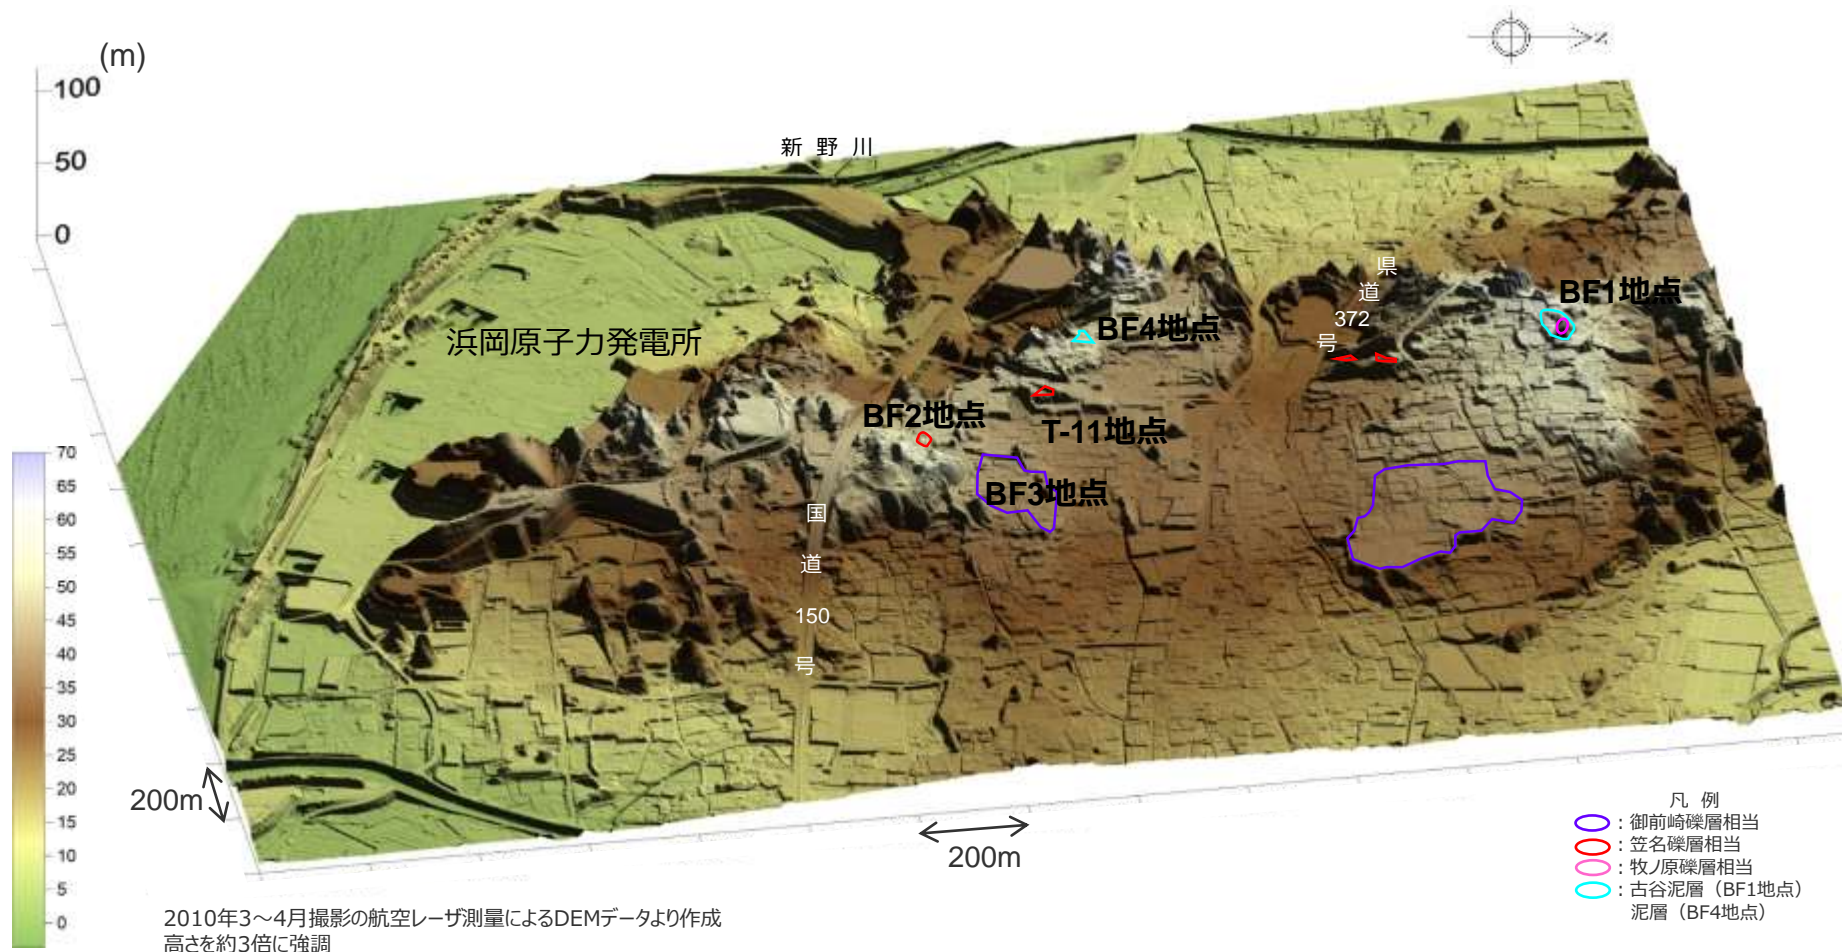 (m)
100
50
0
新野川
県道372号
BF1地点
BF4地点
浜岡原子力発電所
BF2地点
T-11地点
BF3地点
国道150号
70
65
60
55
50
45
40
35
30
25
20
15
10
5
0
200m
200m
凡 例
：御前崎礫層相当
：笠名礫層相当
：牧ノ原礫層相当
：古谷泥層（BF1地点）
泥層（BF4地点）
2010年3～4月撮影の航空レーザ測量によるDEMデータより作成
高さを約3倍に強調